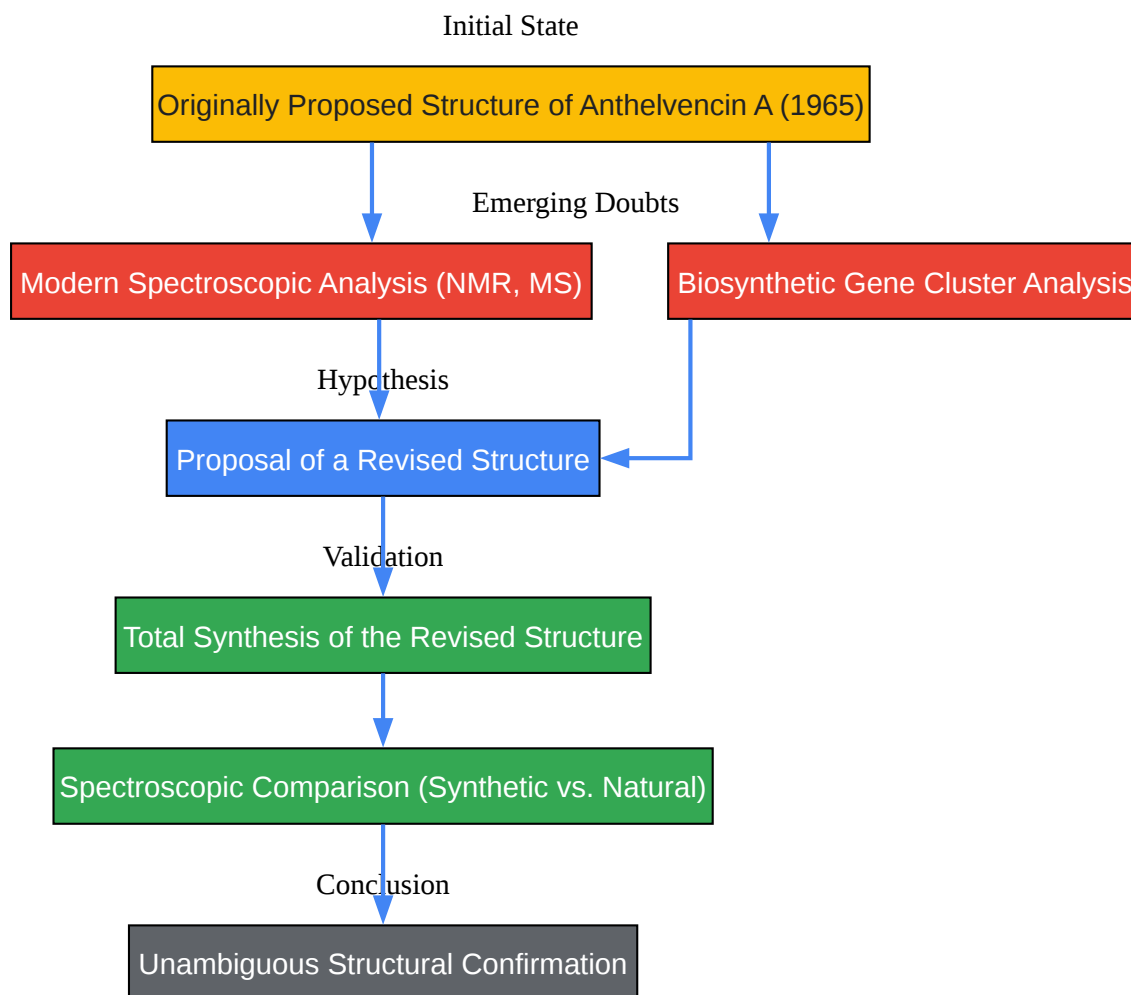 Initial State
Originally Proposed Structure of Anthelvencin A (1965)
Emerging Doubts
Modern Spectroscopic Analysis (NMR, MS)
Biosynthetic Gene Cluster Analysis
Hypothesis
Proposal of a Revised Structure
Validation
Total Synthesis of the Revised Structure
Spectroscopic Comparison (Synthetic vs. Natural)
Conclusion
Unambiguous Structural Confirmation